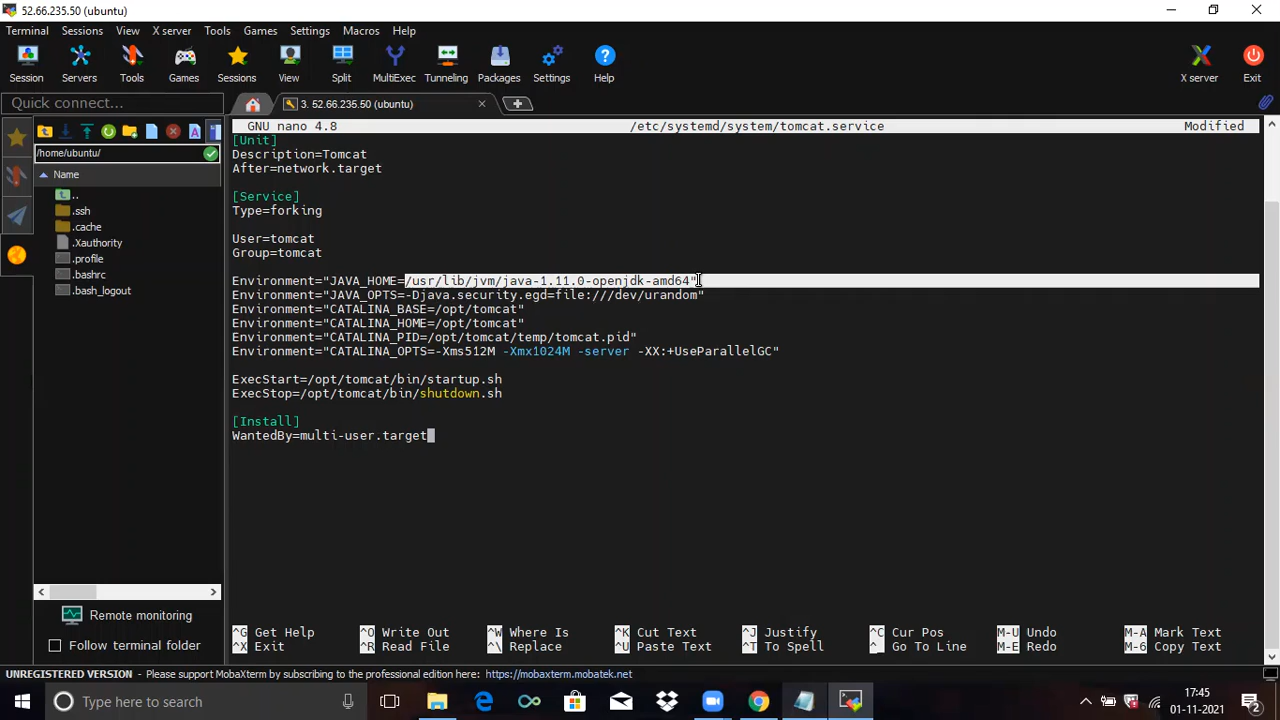 52.66.235.50 (ubuntu)
Terminal Sessions View X server Tools Games Settings Macros Help
Session Servers Tools Games Sessions View Split MultiExec Tunneling Packages Settings Help X server Exit
Quick connect...
3. 52.66.235.50 (ubuntu)
/home/ubuntu/
Name
..
.ssh
.cache
.Xauthority
.profile
.bashrc
.bash_logout
Remote monitoring
Follow terminal folder
GNU nano 4.8 /etc/systemd/system/tomcat.service Modified
[Unit]
Description=Tomcat
After=network.target
[Service]
Type=forking
User=tomcat
Group=tomcat
Environment="JAVA_HOME=/usr/lib/jvm/java-1.11.0-openjdk-amd64"
Environment="JAVA_OPTS=-Djava.security.egd=file:///dev/urandom"
Environment="CATALINA_BASE=/opt/tomcat"
Environment="CATALINA_HOME=/opt/tomcat"
Environment="CATALINA_PID=/opt/tomcat/temp/tomcat.pid"
Environment="CATALINA_OPTS=-Xms512M -Xmx1024M -server -XX:+UseParallelGC"
ExecStart=/opt/tomcat/bin/startup.sh
ExecStop=/opt/tomcat/bin/shutdown.sh
[Install]
WantedBy=multi-user.target
^G Get Help ^O Write Out ^W Where Is ^K Cut Text ^J Justify ^C Cur Pos M-U Undo M-A Mark Text
^X Exit ^R Read File ^\ Replace ^U Paste Text ^T To Spell ^_ Go To Line M-E Redo M-6 Copy Text
UNREGISTERED VERSION - Please support MobaXterm by subscribing to the professional edition here: https://mobaxterm.mobatek.net
Type here to search
17:45
01-11-2021
2